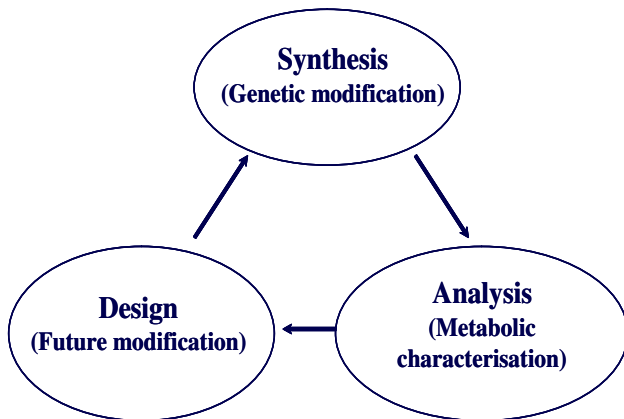 Synthesis
(Genetic modification)
Design
(Future modification)
Analysis
(Metabolic
characterisation)